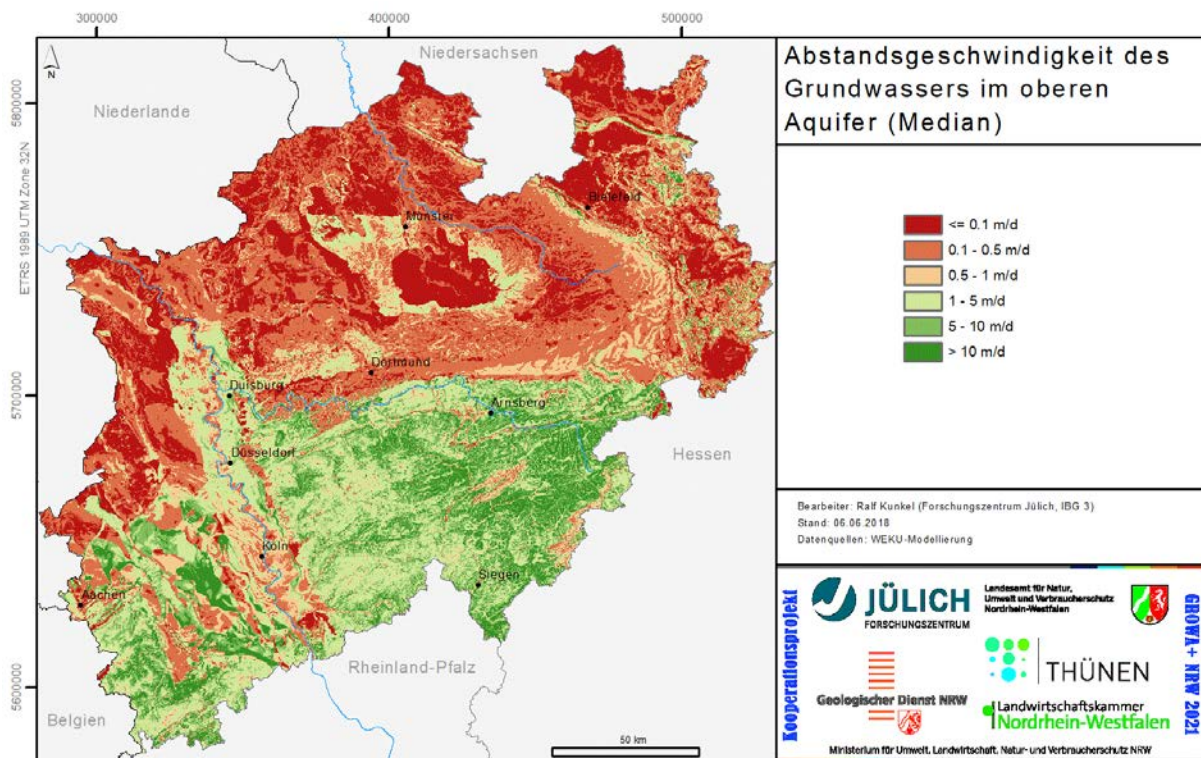 300000
400000
500000
5800000
5700000
5600000
ETRS 1989 UTM Zone 32N
N
Niedersachsen
Niederlande
Bielefeld
Münster
Dortmund
Duisburg
Arnsberg
Düsseldorf
Hessen
Köln
Aachen
Siegen
Rheinland-Pfalz
Belgien
50 km
Abstandsgeschwindigkeit des
Grundwassers im oberen
Aquifer (Median)
<= 0.1 m/d
0.1 - 0.5 m/d
0.5 - 1 m/d
1 - 5 m/d
5 - 10 m/d
> 10 m/d
Bearbeiter: Ralf Kunkel (Forschungszentrum Jülich, IBG 3)
Stand: 06.06.2018
Datenquellen: WEKU-Modellierung
Kooperationsprojekt
JÜLICH
FORSCHUNGSZENTRUM
Landesamt für Natur,
Umwelt und Verbraucherschutz
Nordrhein-Westfalen
GROWA+ NRW 2021
Geologischer Dienst NRW
THÜNEN
Landwirtschaftskammer
Nordrhein-Westfalen
Ministerium für Umwelt, Landwirtschaft, Natur- und Verbraucherschutz NRW